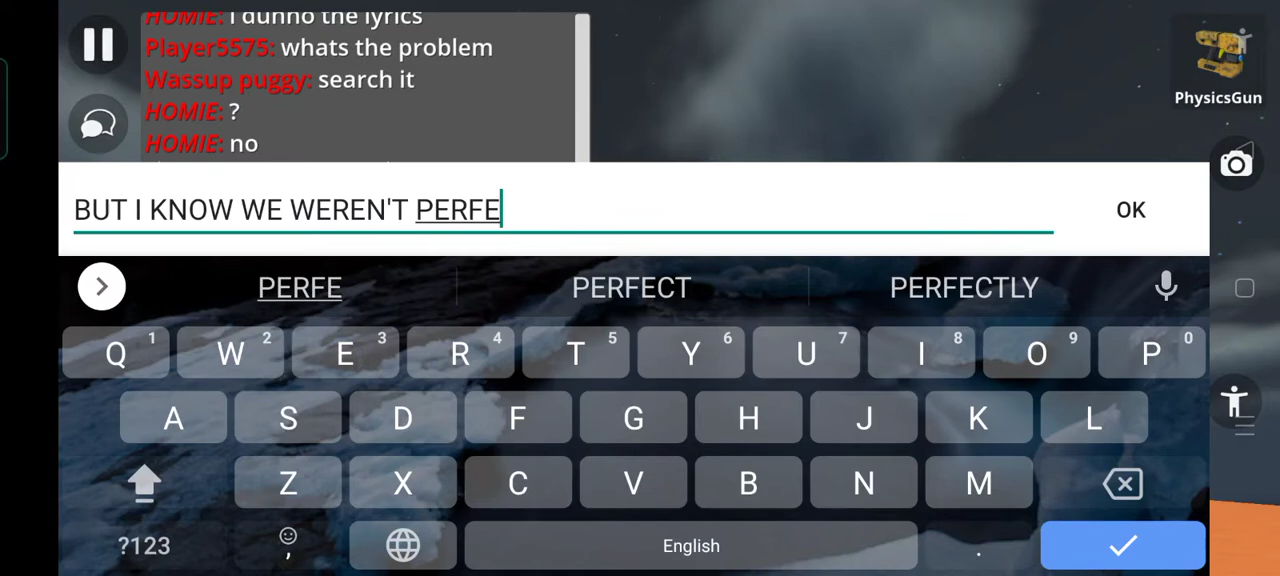 HOMIE: i dunno the lyrics
Player5575: whats the problem
Wassup puggy: search it
HOMIE: ?
HOMIE: no
PhysicsGun
BUT I KNOW WE WEREN'T PERFE
OK
PERFE PERFECT PERFECTLY
Q 1 W 2 E 3 R 4 T 5 Y 6 U 7 I 8 O 9 P 0
A S D F G H J K L
Z X C V B N M
?123 , English .